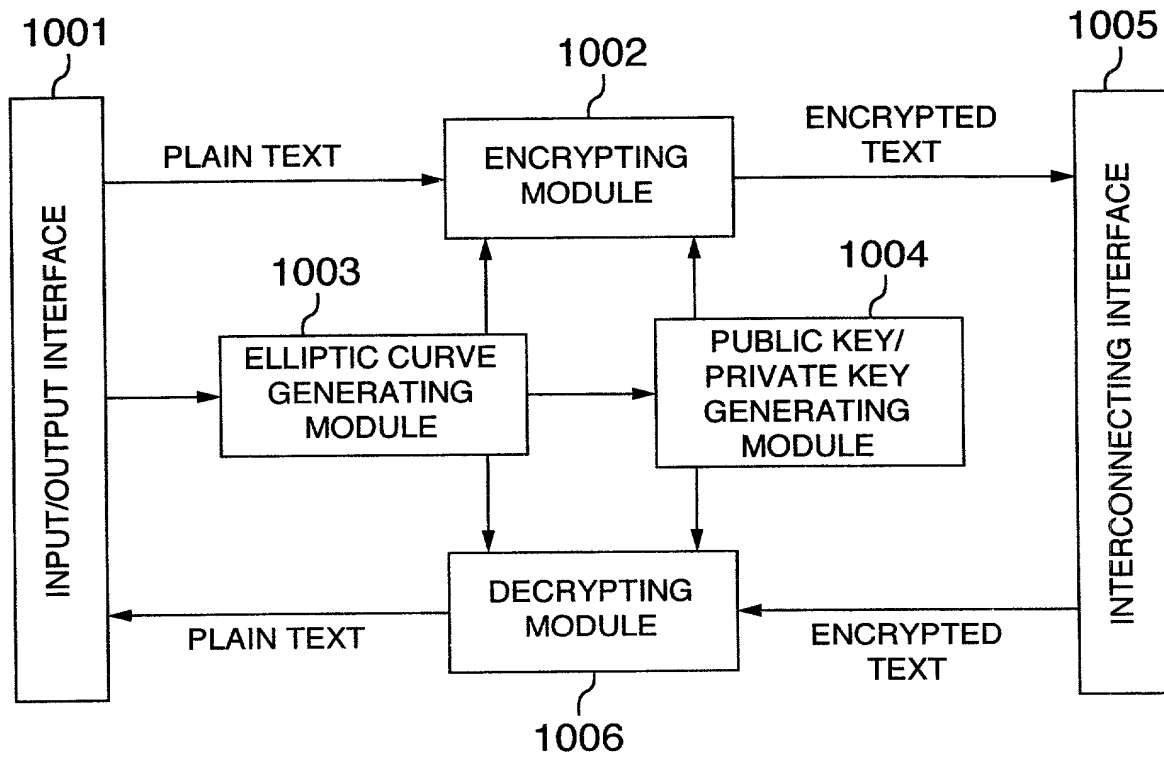 1001
1005
1002
PLAIN TEXT
ENCRYPTING
MODULE
ENCRYPTED
TEXT
INPUT/OUTPUT INTERFACE
1003
1004
ELLIPTIC CURVE
GENERATING
MODULE
PUBLIC KEY/
PRIVATE KEY
GENERATING
MODULE
INTERCONNECTING INTERFACE
PLAIN TEXT
DECRYPTING
MODULE
ENCRYPTED
TEXT
1006